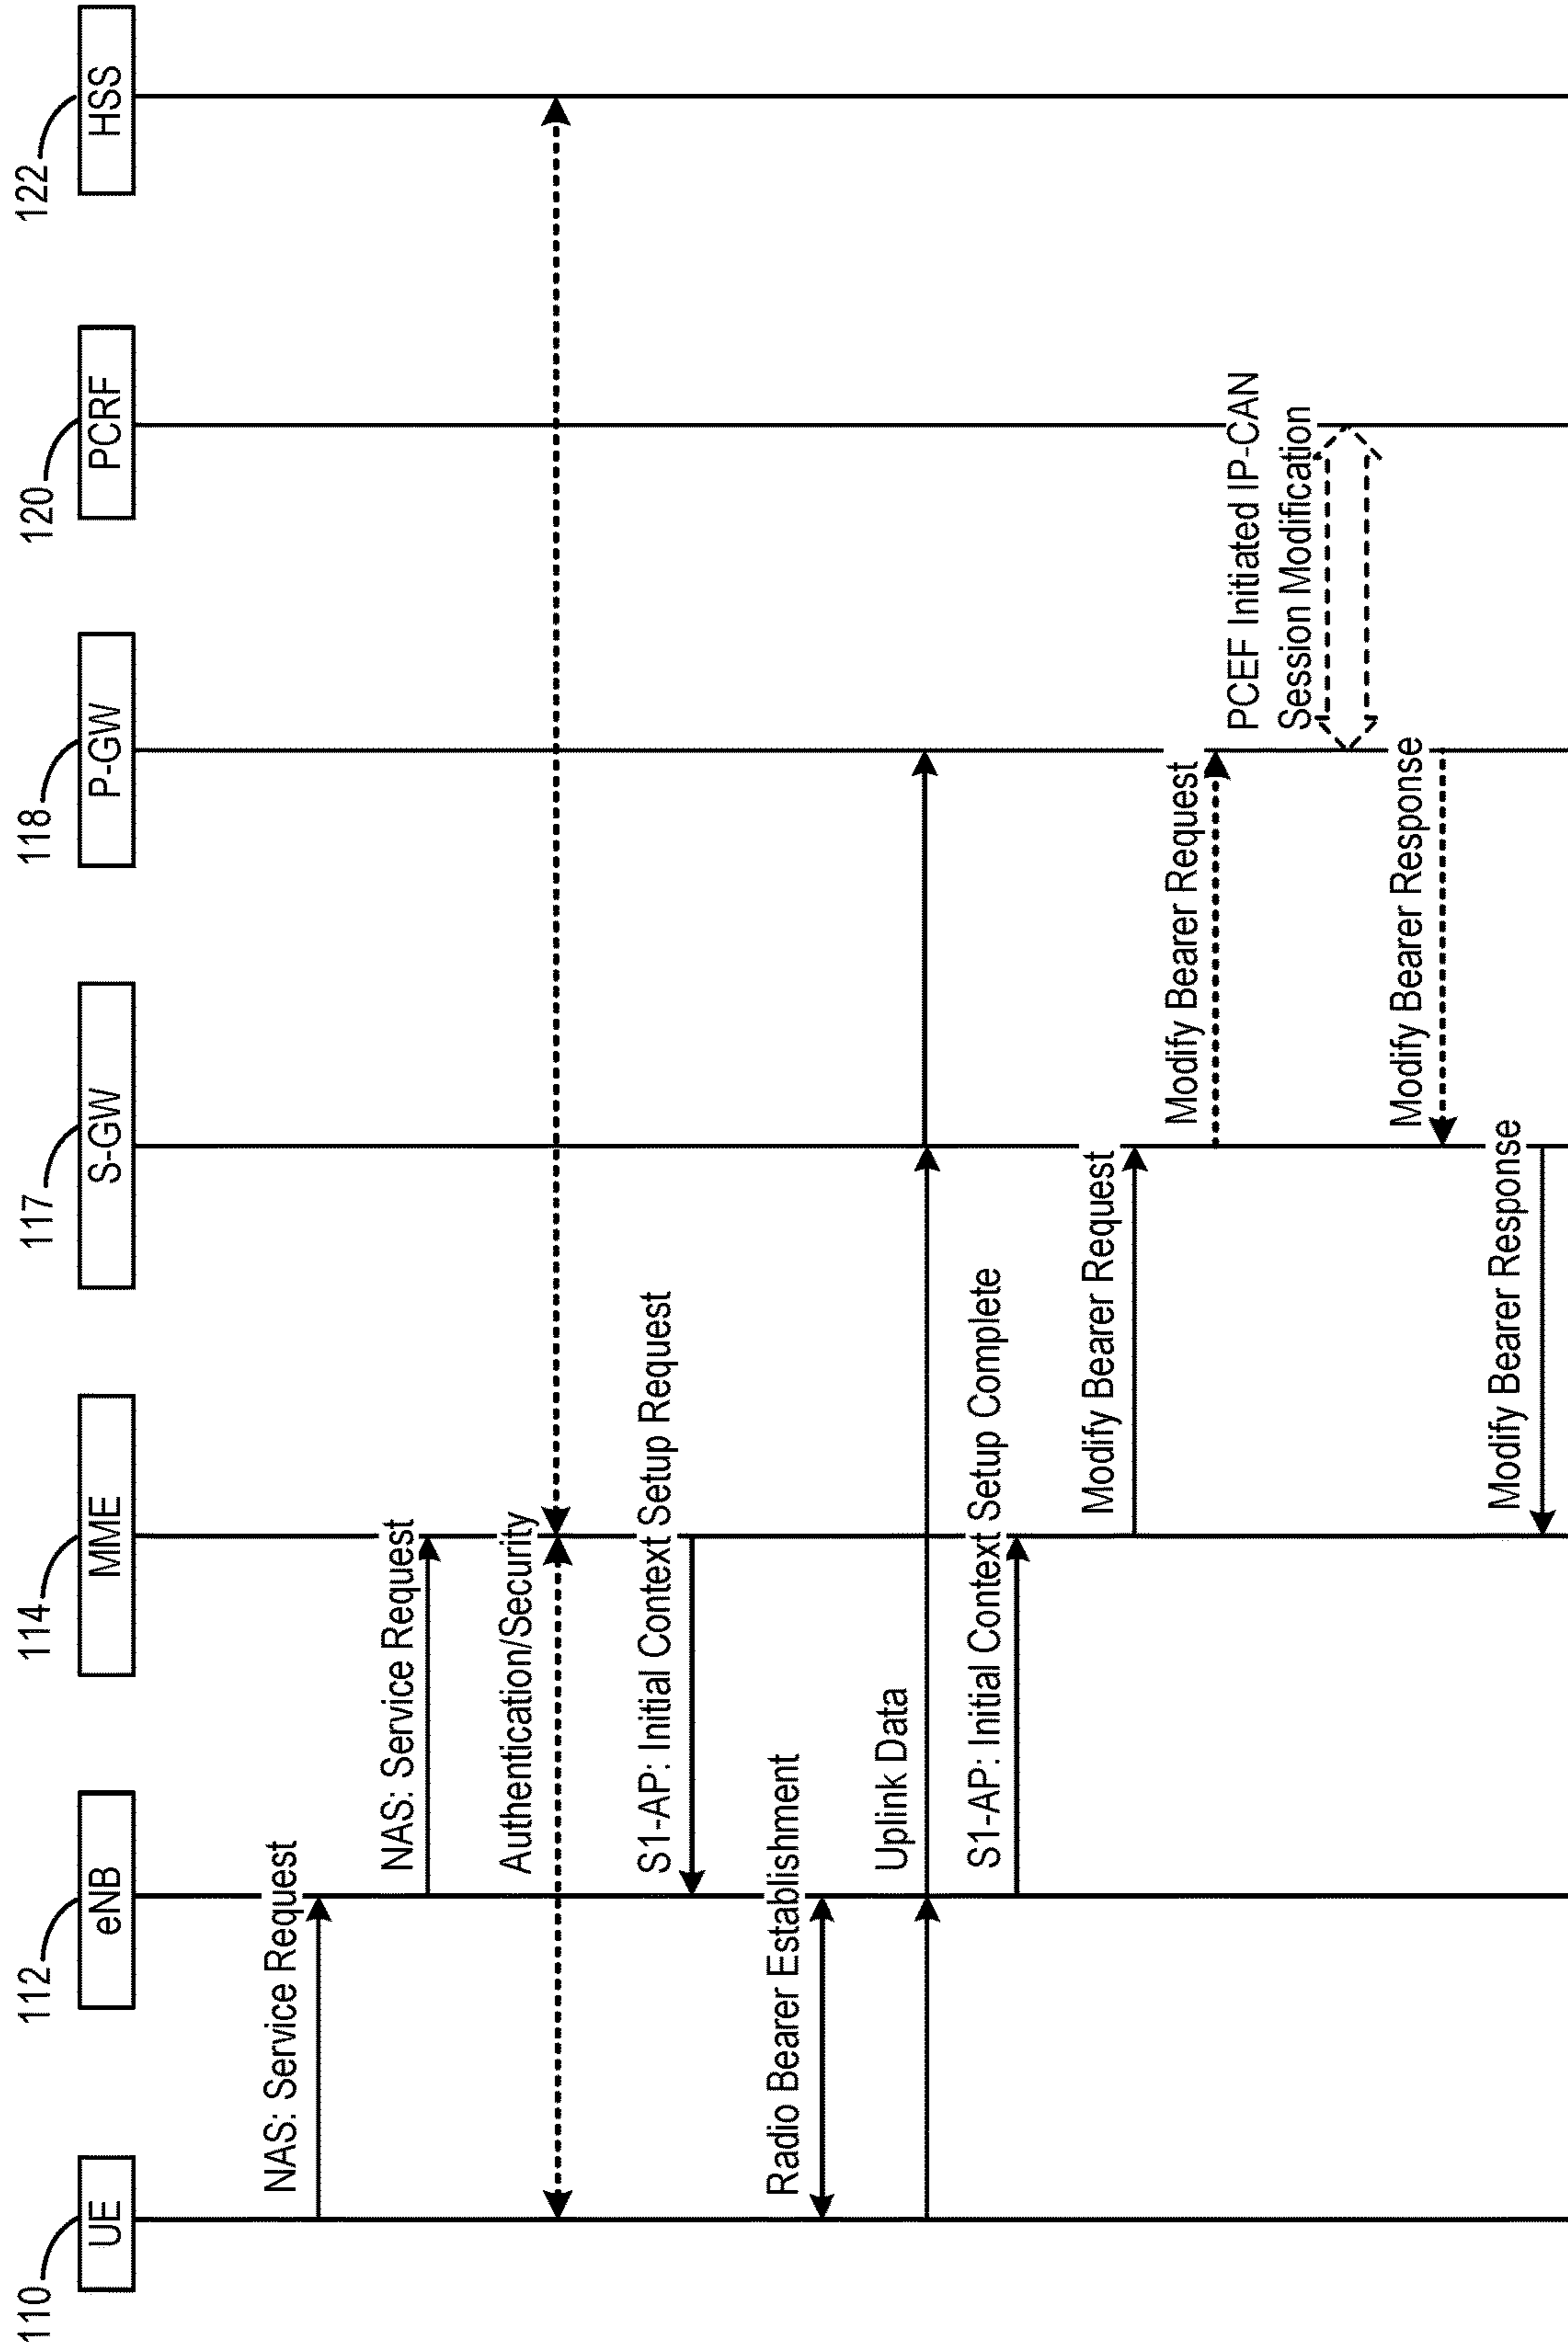 110
112
114
117
118
120
122
UE
eNB
MME
S-GW
P-GW
PCRF
HSS
NAS: Service Request
NAS: Service Request
Authentication/Security
S1-AP: Initial Context Setup Request
Radio Bearer Establishment
Uplink Data
S1-AP: Initial Context Setup Complete
Modify Bearer Request
Modify Bearer Request
PCEF Initiated IP-CAN
Session Modification
Modify Bearer Response
Modify Bearer Response